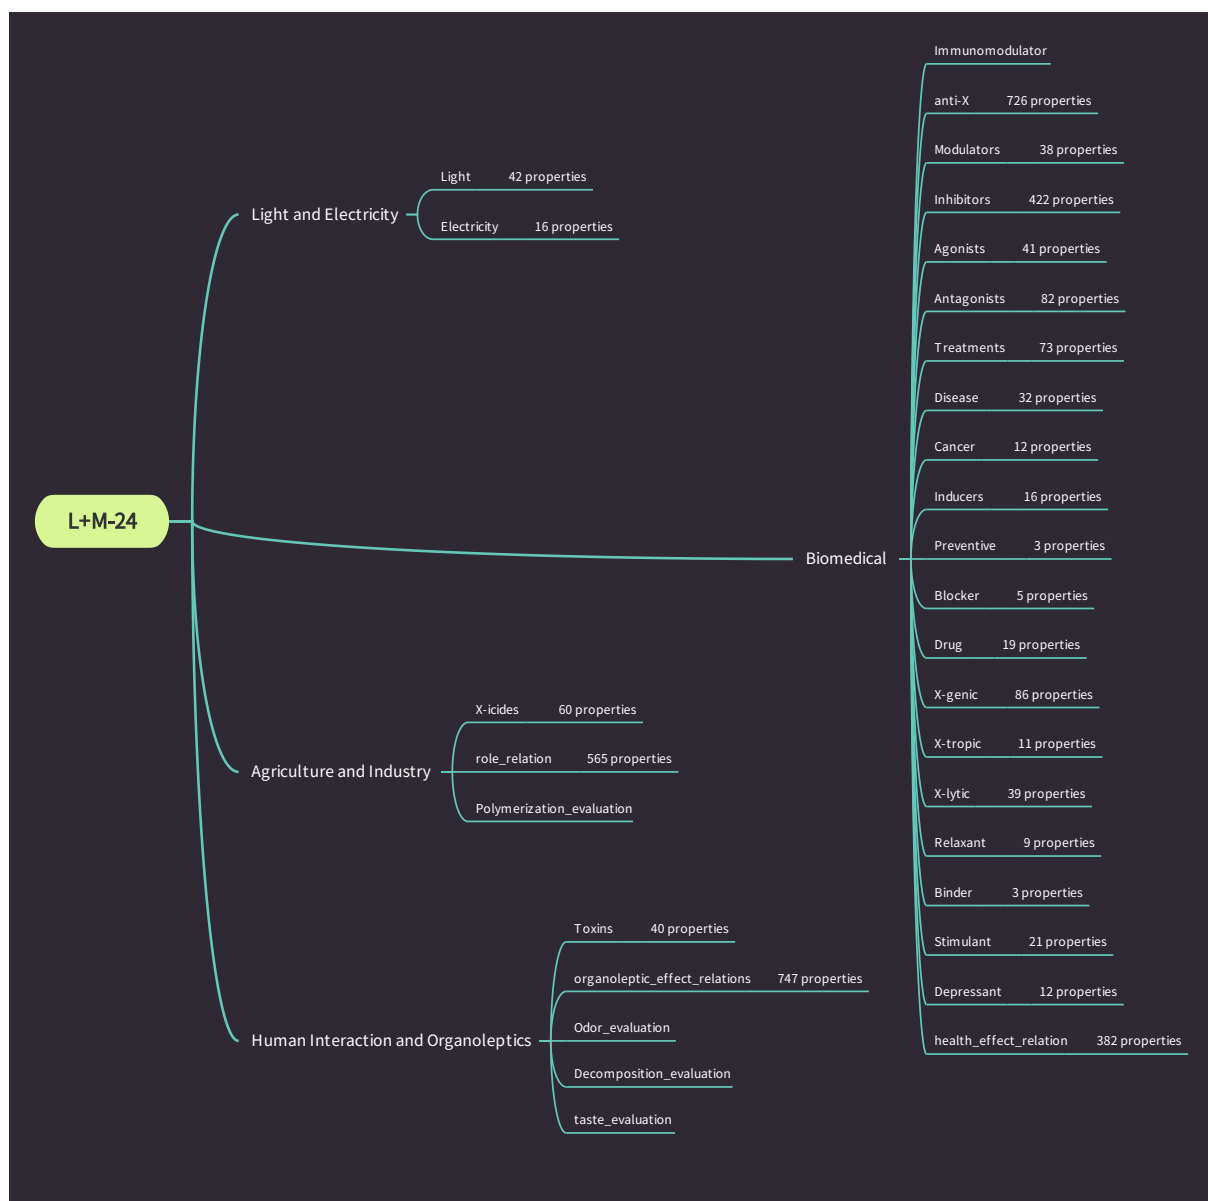 L+M-24
Light and Electricity
Light 42 properties
Electricity 16 properties
Biomedical
Immunomodulator
anti-X 726 properties
Modulators 38 properties
Inhibitors 422 properties
Agonists 41 properties
Antagonists 82 properties
Treatments 73 properties
Disease 32 properties
Cancer 12 properties
Inducers 16 properties
Preventive 3 properties
Blocker 5 properties
Drug 19 properties
X-genic 86 properties
X-tropic 11 properties
X-lytic 39 properties
Relaxant 9 properties
Binder 3 properties
Stimulant 21 properties
Depressant 12 properties
health_effect_relation 382 properties
Agriculture and Industry
X-icides 60 properties
role_relation 565 properties
Polymerization_evaluation
Human Interaction and Organoleptics
Toxins 40 properties
organoleptic_effect_relations 747 properties
Odor_evaluation
Decomposition_evaluation
taste_evaluation